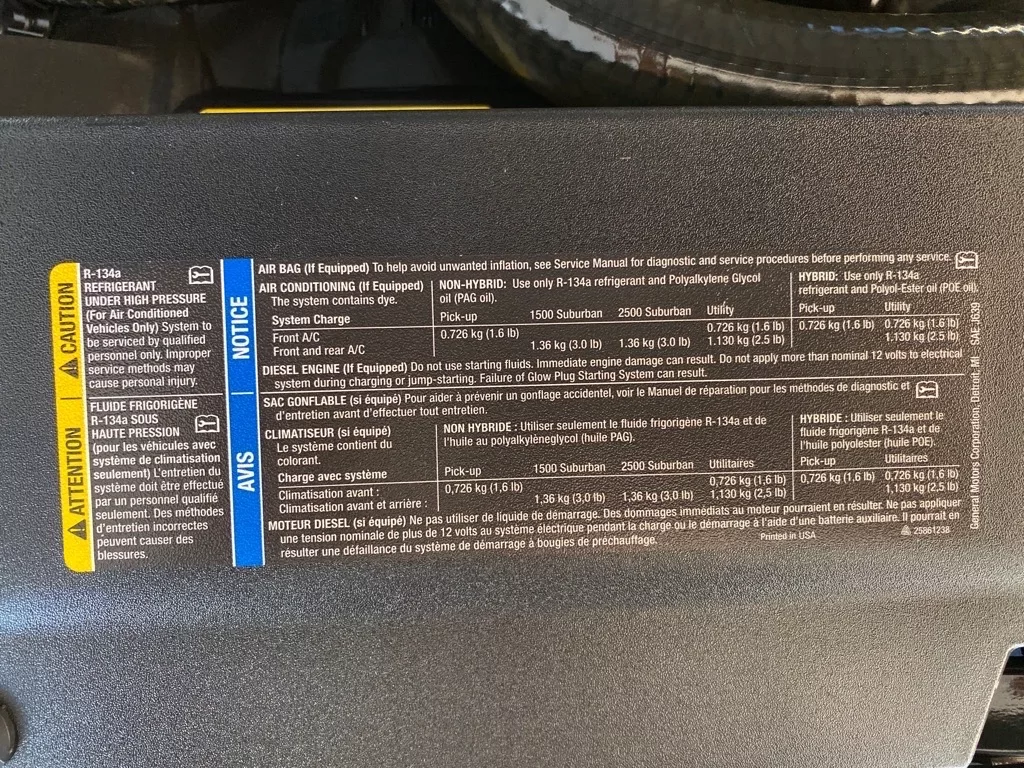 CAUTION
R-134a
REFRIGERANT
UNDER HIGH PRESSURE
(For Air Conditioned
Vehicles Only) System to
be serviced by qualified
personnel only. Improper
service methods may
cause personal injury.
ATTENTION
FLUIDE FRIGORIGÈNE
R-134a SOUS
HAUTE PRESSION
(pour les véhicules avec
système de climatisation
seulement) L'entretien du
système doit être effectué
par un personnel qualifié
seulement. Des méthodes
d'entretien incorrectes
peuvent causer des
blessures.
NOTICE
AIR BAG (If Equipped) To help avoid unwanted inflation, see Service Manual for diagnostic and service procedures before performing any service.
AIR CONDITIONING (If Equipped)
The system contains dye.
NON-HYBRID: Use only R-134a refrigerant and Polyalkylene Glycol
oil (PAG oil).
HYBRID: Use only R-134a
refrigerant and Polyol-Ester oil (POE oil).
System Charge Pick-up 1500 Suburban 2500 Suburban Utility Pick-up Utility
Front A/C 0.726 kg (1.6 lb) 0.726 kg (1.6 lb) 0.726 kg (1.6 lb) 0.726 kg (1.6 lb)
Front and rear A/C 1.36 kg (3.0 lb) 1.36 kg (3.0 lb) 1.130 kg (2.5 lb) 1.130 kg (2.5 lb)
DIESEL ENGINE (If Equipped) Do not use starting fluids. Immediate engine damage can result. Do not apply more than nominal 12 volts to electrical
system during charging or jump-starting. Failure of Glow Plug Starting System can result.
AVIS
SAC GONFLABLE (si équipé) Pour aider à prévenir un gonflage accidentel, voir le Manuel de réparation pour les méthodes de diagnostic et
d'entretien avant d'effectuer tout entretien.
CLIMATISEUR (si équipé)
Le système contient du
colorant.
NON HYBRIDE : Utiliser seulement le fluide frigorigène R-134a et de
l'huile au polyalkylèneglycol (huile PAG).
HYBRIDE : Utiliser seulement le
fluide frigorigène R-134a et de
l'huile polyolester (huile POE).
Charge avec système Pick-up 1500 Suburban 2500 Suburban Utilitaires Pick-up Utilitaires
Climatisation avant : 0,726 kg (1,6 lb) 0,726 kg (1,6 lb) 0,726 kg (1,6 lb) 0,726 kg (1,6 lb)
Climatisation avant et arrière : 1,36 kg (3,0 lb) 1,36 kg (3,0 lb) 1,130 kg (2,5 lb) 1,130 kg (2,5 lb)
MOTEUR DIESEL (si équipé) Ne pas utiliser de liquide de démarrage. Des dommages immédiats au moteur pourraient en résulter. Ne pas appliquer
une tension nominale de plus de 12 volts au système électrique pendant la charge ou le démarrage à l'aide d'une batterie auxiliaire. Il pourrait en
résulter une défaillance du système de démarrage à bougies de préchauffage.
Printed in USA
25861238
General Motors Corporation, Detroit, MI SAE J639